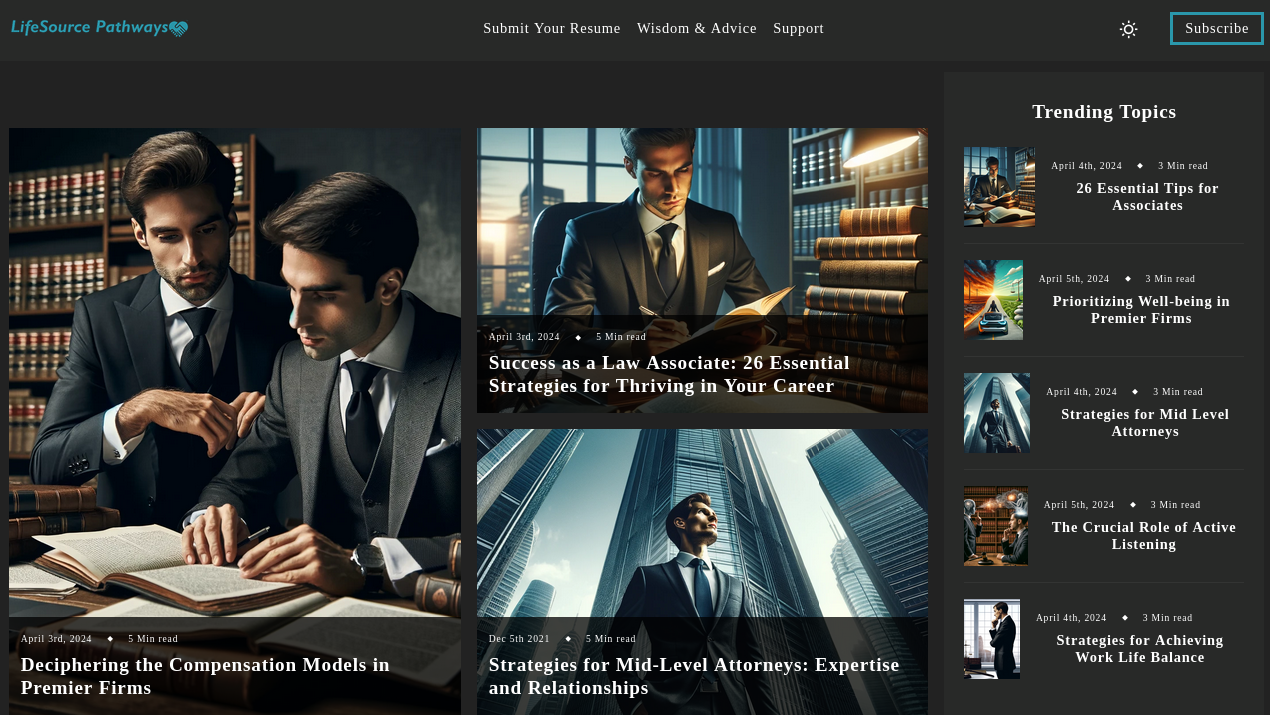 LifeSource Pathways
Submit Your Resume
Wisdom & Advice
Support
Subscribe
April 3rd, 2024 ◆ 5 Min read
Deciphering the Compensation Models in
Premier Firms
April 3rd, 2024 ◆ 5 Min read
Success as a Law Associate: 26 Essential
Strategies for Thriving in Your Career
Dec 5th 2021 ◆ 5 Min read
Strategies for Mid-Level Attorneys: Expertise
and Relationships
Trending Topics
April 4th, 2024 ◆ 3 Min read
26 Essential Tips for
Associates
April 5th, 2024 ◆ 3 Min read
Prioritizing Well-being in
Premier Firms
April 4th, 2024 ◆ 3 Min read
Strategies for Mid Level
Attorneys
April 5th, 2024 ◆ 3 Min read
The Crucial Role of Active
Listening
April 4th, 2024 ◆ 3 Min read
Strategies for Achieving
Work Life Balance